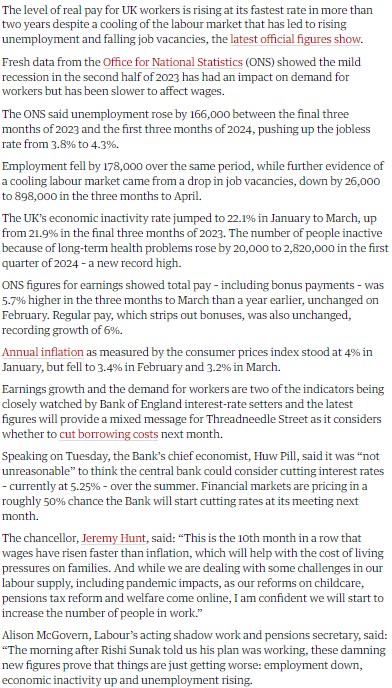 The level of real pay for UK workers is rising at its fastest rate in more than
two years despite a cooling of the labour market that has led to rising
unemployment and falling job vacancies, the latest official figures show.
Fresh data from the Office for National Statistics (ONS) showed the mild
recession in the second half of 2023 has had an impact on demand for
workers but has been slower to affect wages.
The ONS said unemployment rose by 166,000 between the final three
months of 2023 and the first three months of 2024, pushing up the jobless
rate from 3.8% to 4.3%.
Employment fell by 178,000 over the same period, while further evidence of
a cooling labour market came from a drop in job vacancies, down by 26,000
to 898,000 in the three months to April.
The UK's economic inactivity rate jumped to 22.1% in January to March, up
from 21.9% in the final three months of 2023. The number of people inactive
because of long-term health problems rose by 20,000 to 2,820,000 in the first
quarter of 2024 - a new record high.
ONS figures for earnings showed total pay - including bonus payments - was
5.7% higher in the three months to March than a year earlier, unchanged on
February. Regular pay, which strips out bonuses, was also unchanged,
recording growth of 6%.
Annual inflation as measured by the consumer prices index stood at 4% in
January, but fell to 3.4% in February and 3.2% in March.
Earnings growth and the demand for workers are two of the indicators being
closely watched by Bank of England interest-rate setters and the latest
figures will provide a mixed message for Threadneedle Street as it considers
whether to cut borrowing costs next month.
Speaking on Tuesday, the Bank's chief economist, Huw Pill, said it was "not
unreasonable" to think the central bank could consider cutting interest rates
- currently at 5.25% - over the summer. Financial markets are pricing in a
roughly 50% chance the Bank will start cutting rates at its meeting next
month.
The chancellor, Jeremy Hunt, said: "This is the 10th month in a row that
wages have risen faster than inflation, which will help with the cost of living
pressures on families. And while we are dealing with some challenges in our
labour supply, including pandemic impacts, as our reforms on childcare,
pensions tax reform and welfare come online, I am confident we will start to
increase the number of people in work."
Alison McGovern, Labour's acting shadow work and pensions secretary, said:
"The morning after Rishi Sunak told us his plan was working, these damning
new figures prove that things are just getting worse: employment down,
economic inactivity up and unemployment rising.